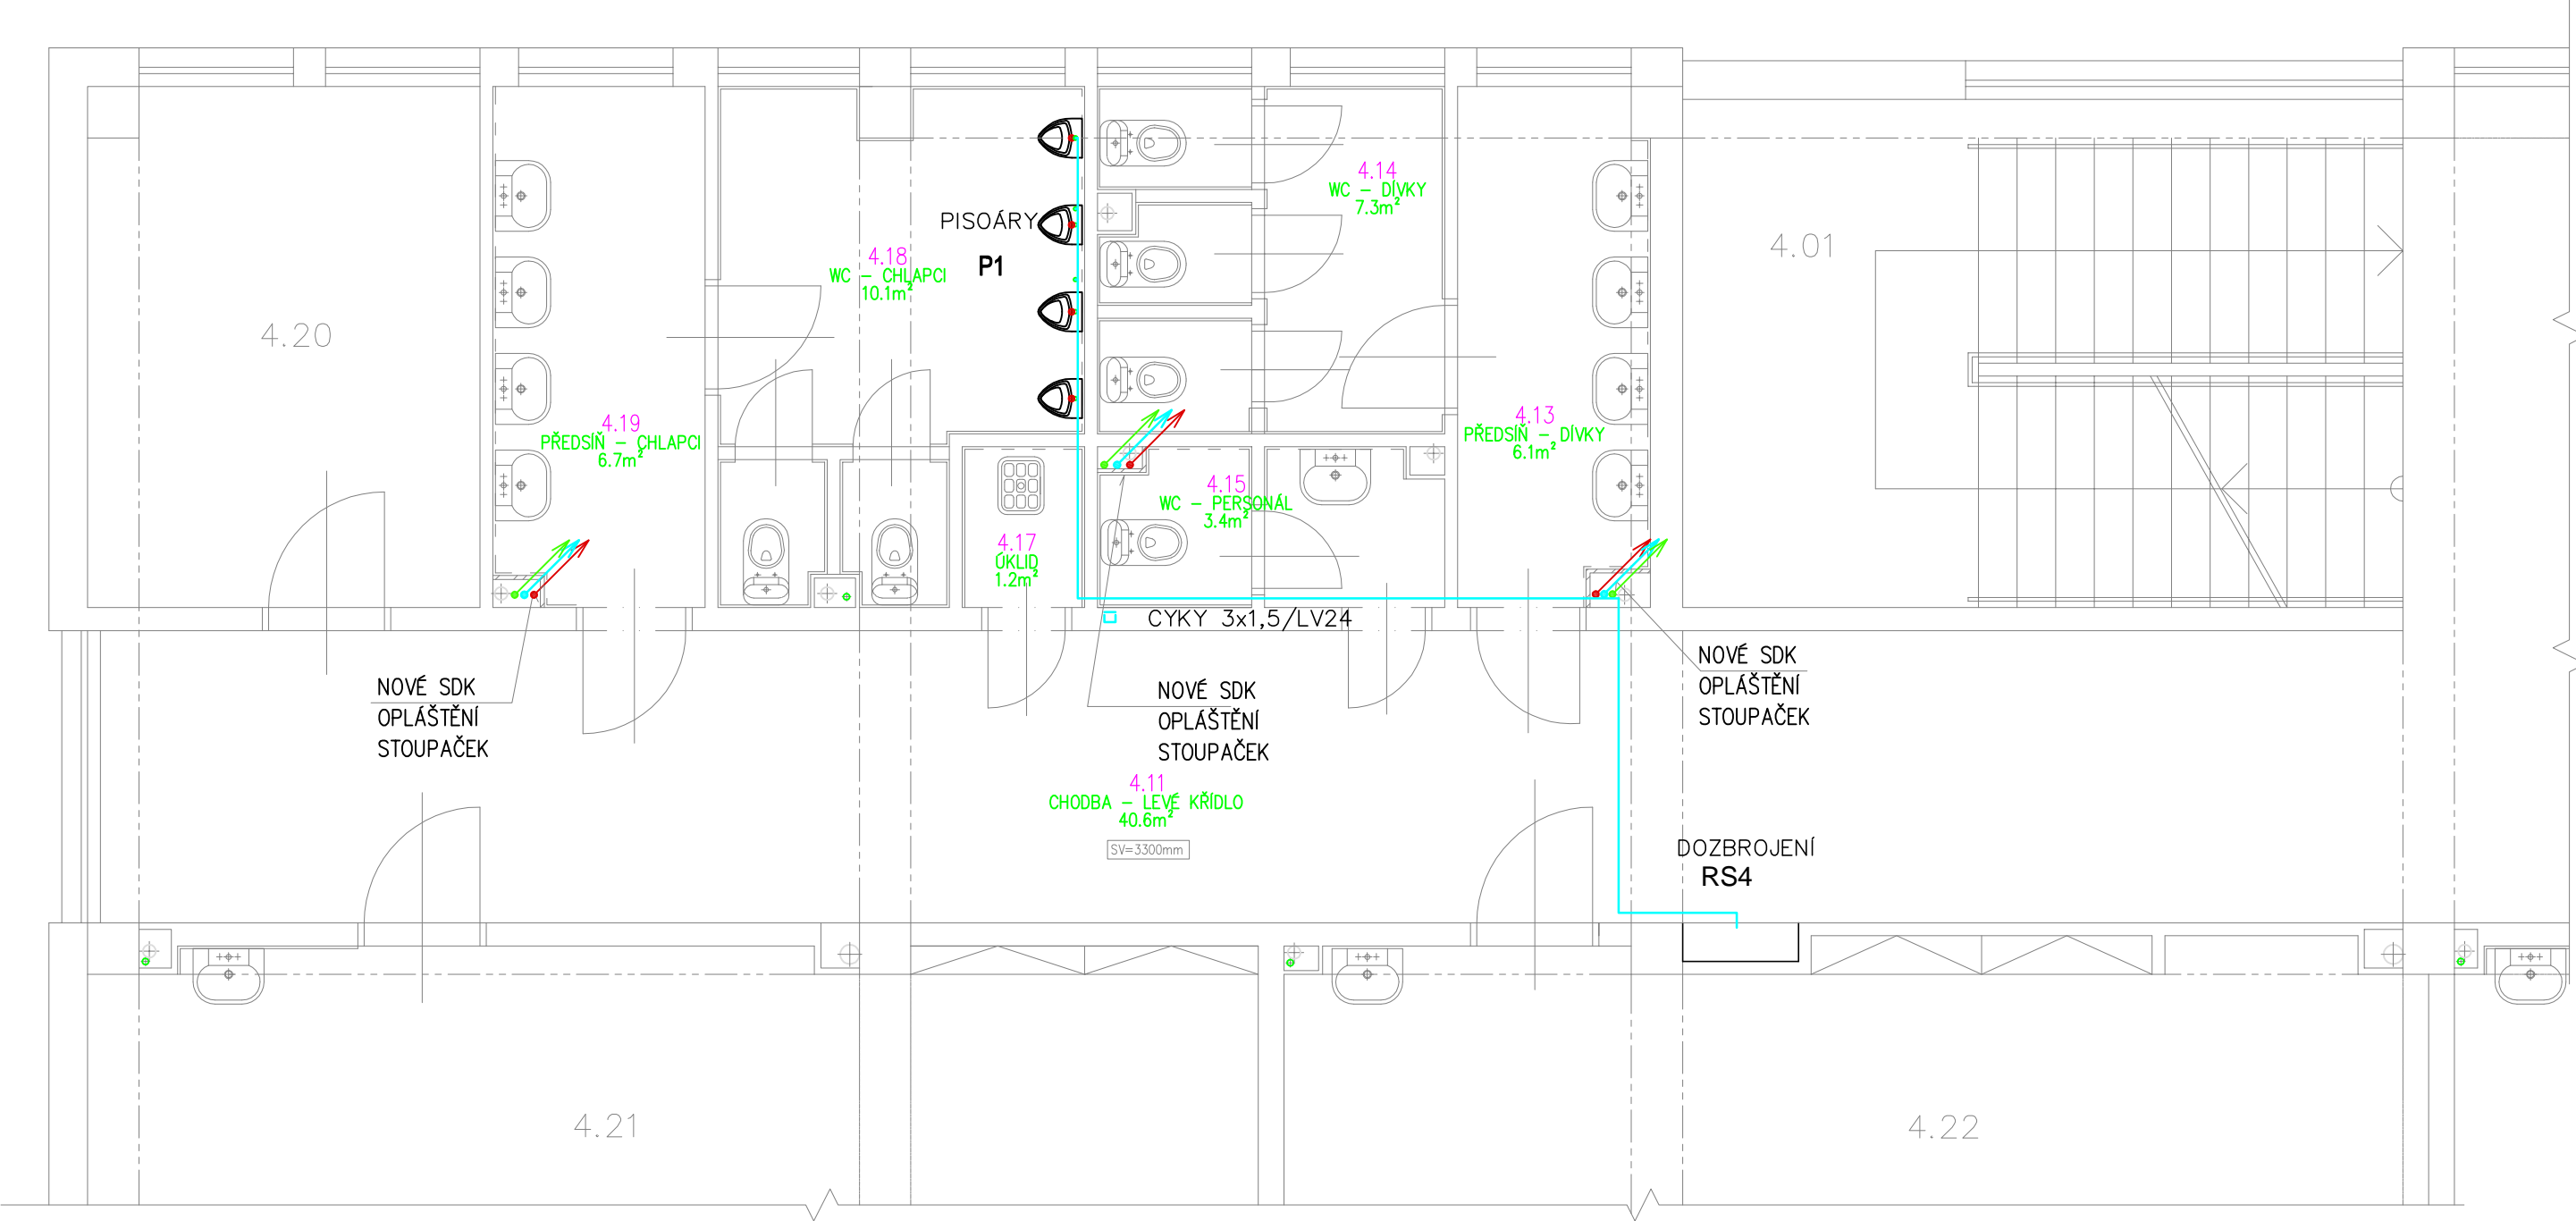 4.14
WC – DÍVKY
7.3m²
PISOÁRY
P1
4.18
WC – CHLAPCI
10.1m²
4.01
4.20
4.19
PŘEDSÍŇ – CHLAPCI
6.7m²
4.13
PŘEDSÍŇ – DÍVKY
6.1m²
4.15
WC – PERSONÁL
3.4m²
4.17
ÚKLID
1.2m²
CYKY 3x1,5/LV24
NOVÉ SDK
OPLÁŠTĚNÍ
STOUPAČEK
NOVÉ SDK
OPLÁŠTĚNÍ
STOUPAČEK
NOVÉ SDK
OPLÁŠTĚNÍ
STOUPAČEK
4.11
CHODBA – LEVÉ KŘÍDLO
40.6m²
SV=3300mm
DOZBROJENÍ
RS4
4.21
4.22